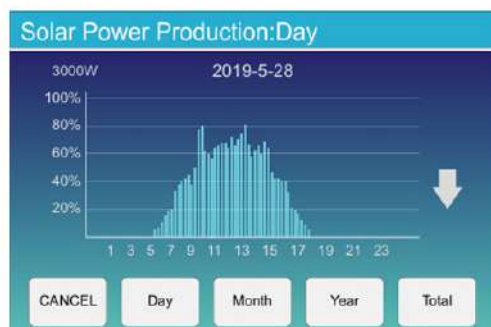 Solar Power Production:Day
3000W 2019-5-28
100%
80%
60%
40%
20%
1 3 5 7 9 11 13 15 17 19 21 23
CANCEL Day Month Year Total